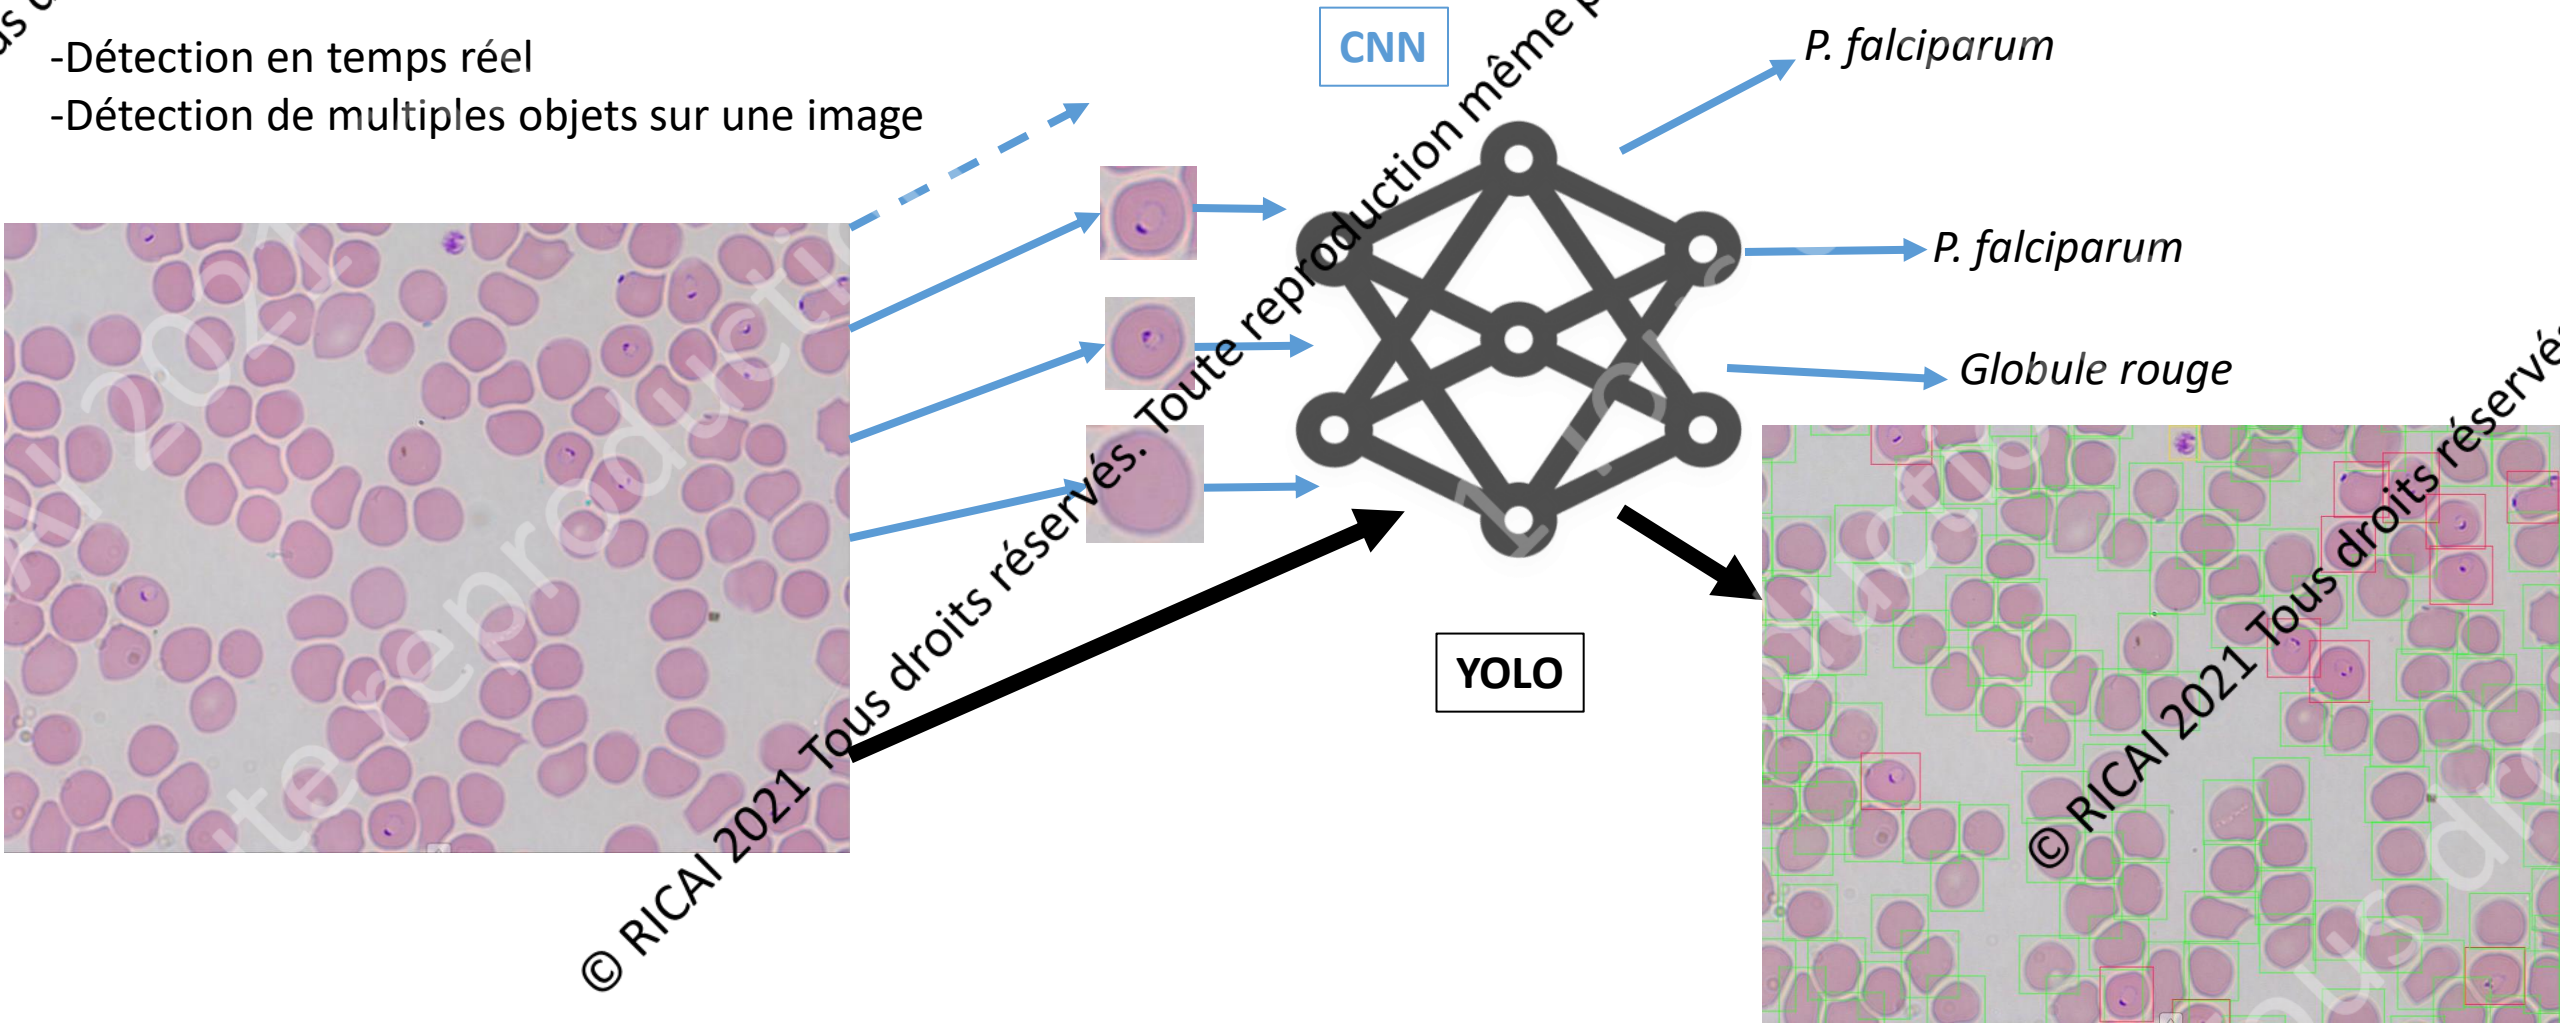 -Détection en temps réel
-Détection de multiples objets sur une image
CNN
P. falciparum
P. falciparum
Globule rouge
YOLO
© RICAI 2021 Tous droits réservés. Toute reproduction même
© RICAI 2021 Tous droits réservés